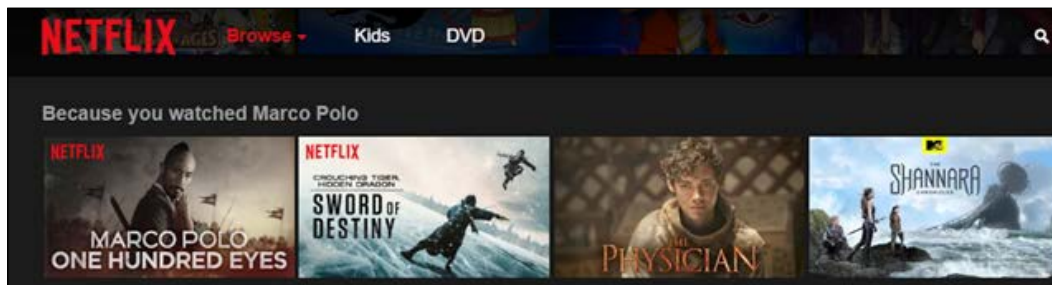 NETFLIX Browse Kids DVD
Because you watched Marco Polo
NETFLIX
MARCO POLO
ONE HUNDRED EYES
NETFLIX
CROUCHING TIGER,
HIDDEN DRAGON
SWORD OF
DESTINY
THE
PHYSICIAN
THE
SHANNARA
CHRONICLES